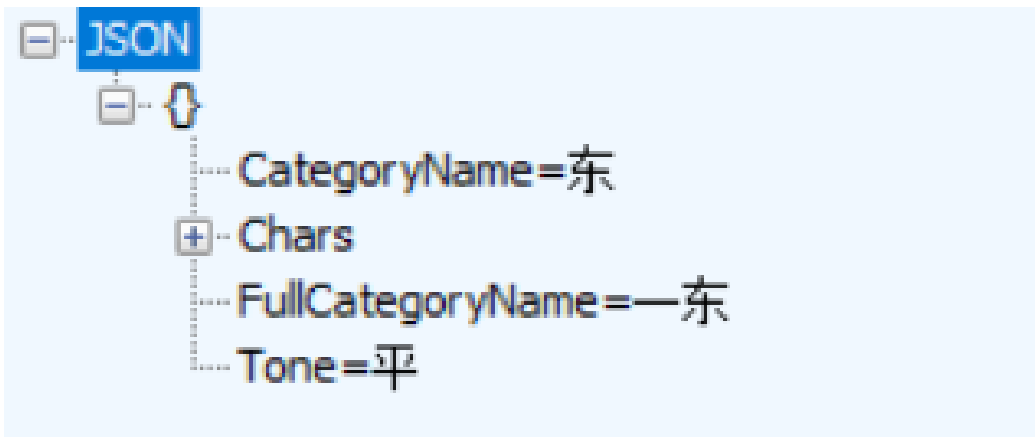 JSON
{}
CategoryName=东
Chars
FullCategoryName=一东
Tone=平